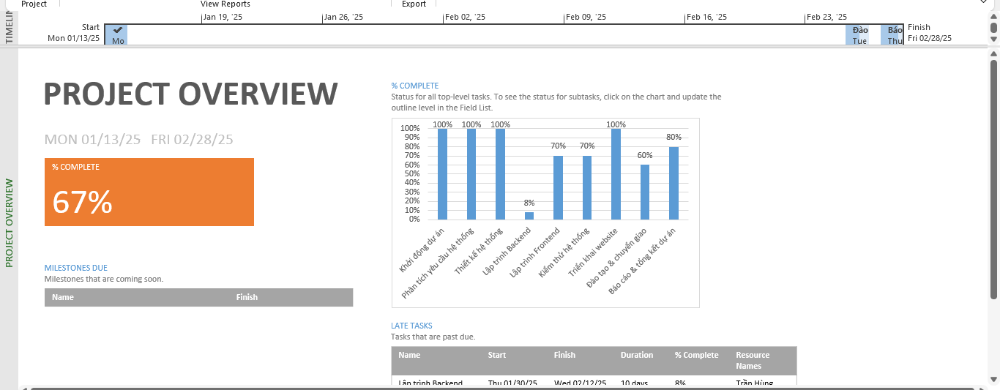 Project
View Reports
Export
TIMELIN
Jan 19, '25
Jan 26, '25
Feb 02, '25
Feb 09, '25
Feb 16, '25
Feb 23, '25
Start
Mon 01/13/25
Mo
Đào
Tue
Báo
Thu
Finish
Fri 02/28/25
PROJECT OVERVIEW
PROJECT OVERVIEW
MON 01/13/25 FRI 02/28/25
% COMPLETE
67%
MILESTONES DUE
Milestones that are coming soon.
Name Finish
% COMPLETE
Status for all top-level tasks. To see the status for subtasks, click on the chart and update the
outline level in the Field List.
100%
90%
80%
70%
60%
50%
40%
30%
20%
10%
0%
100%
100%
100%
8%
70%
70%
100%
60%
80%
Khởi động dự án
Phân tích yêu cầu hệ thống
Thiết kế hệ thống
Lập trình Backend
Lập trình Frontend
Kiểm thử hệ thống
Triển khai website
Đào tạo & chuyển giao
Báo cáo & tổng kết dự án
LATE TASKS
Tasks that are past due.
Name Start Finish Duration % Complete Resource
Names
Lập trình Backend Thu 01/30/25 Wed 02/12/25 10 days 8% Trần Hùng